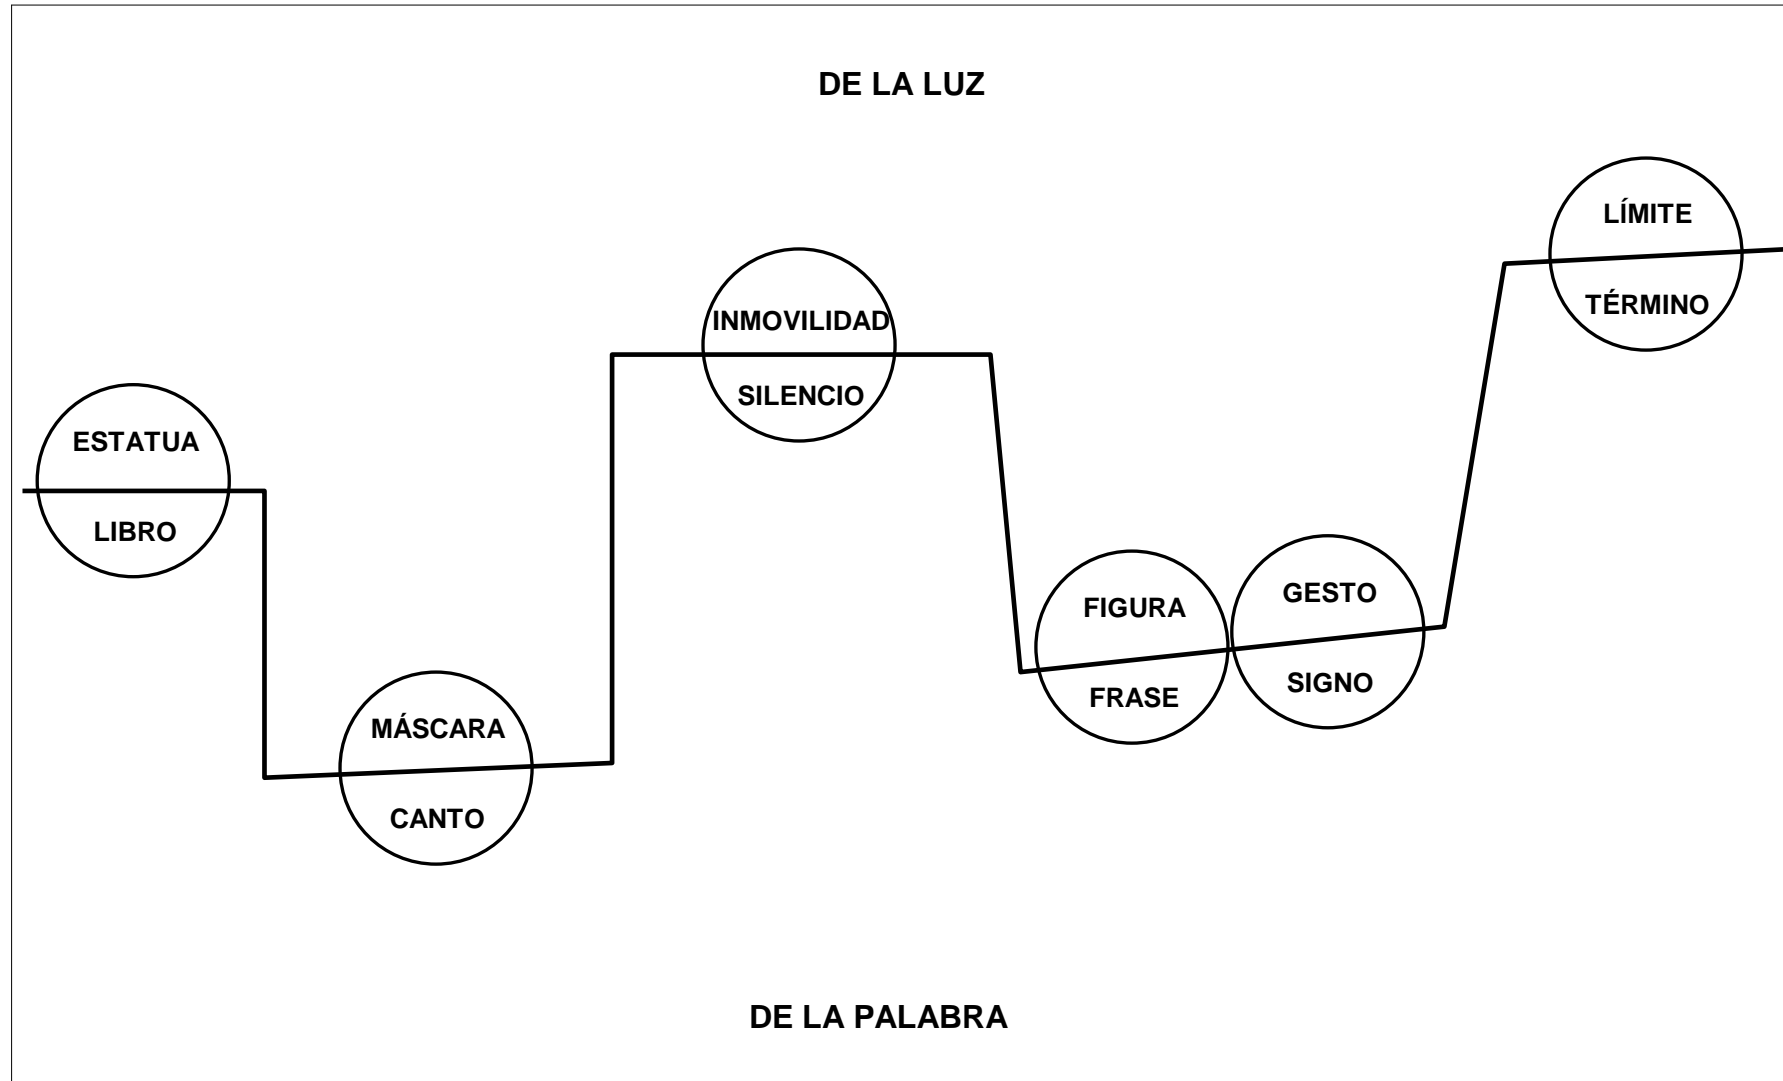 DE LA LUZ
ESTATUA
LIBRO
MÁSCARA
CANTO
INMOVILIDAD
SILENCIO
FIGURA
FRASE
GESTO
SIGNO
LÍMITE
TÉRMINO
DE LA PALABRA